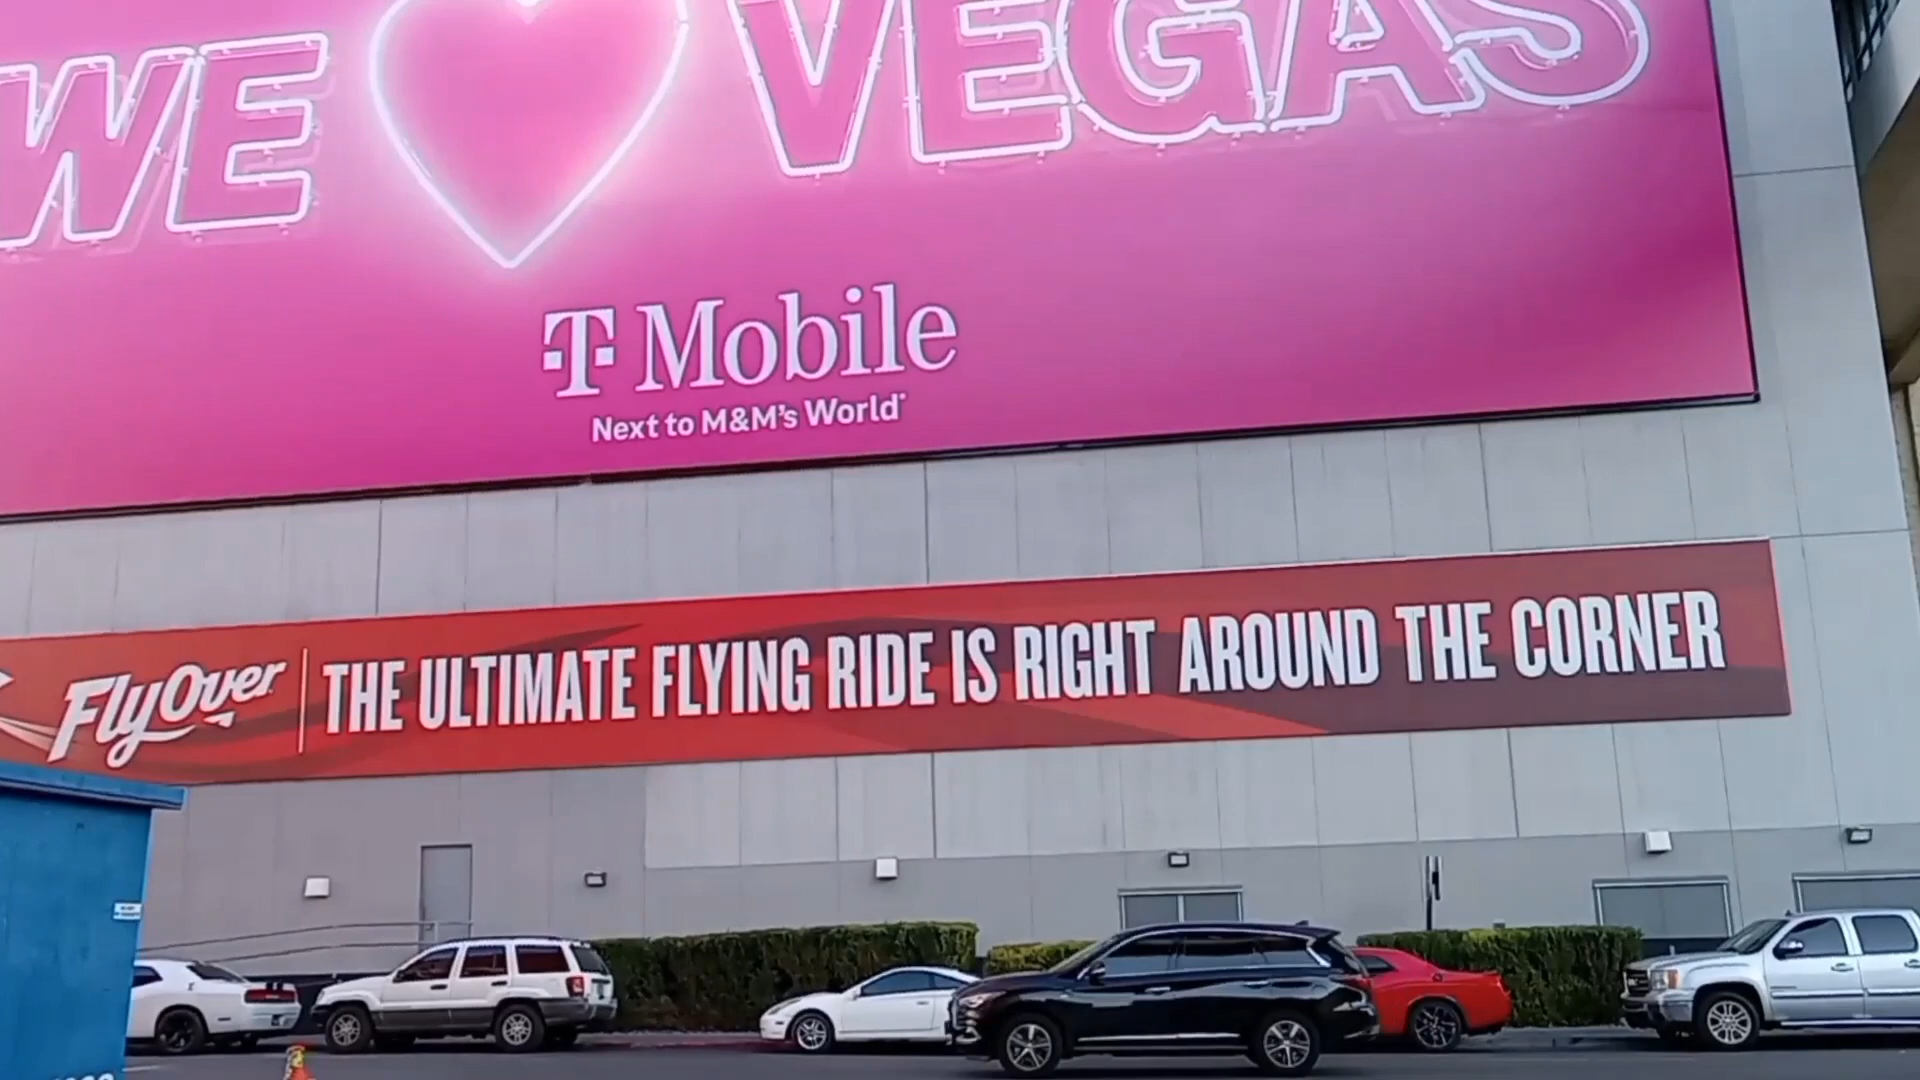 WE VEGAS
T Mobile
Next to M&M's World
FlyOver THE ULTIMATE FLYING RIDE IS RIGHT AROUND THE CORNER